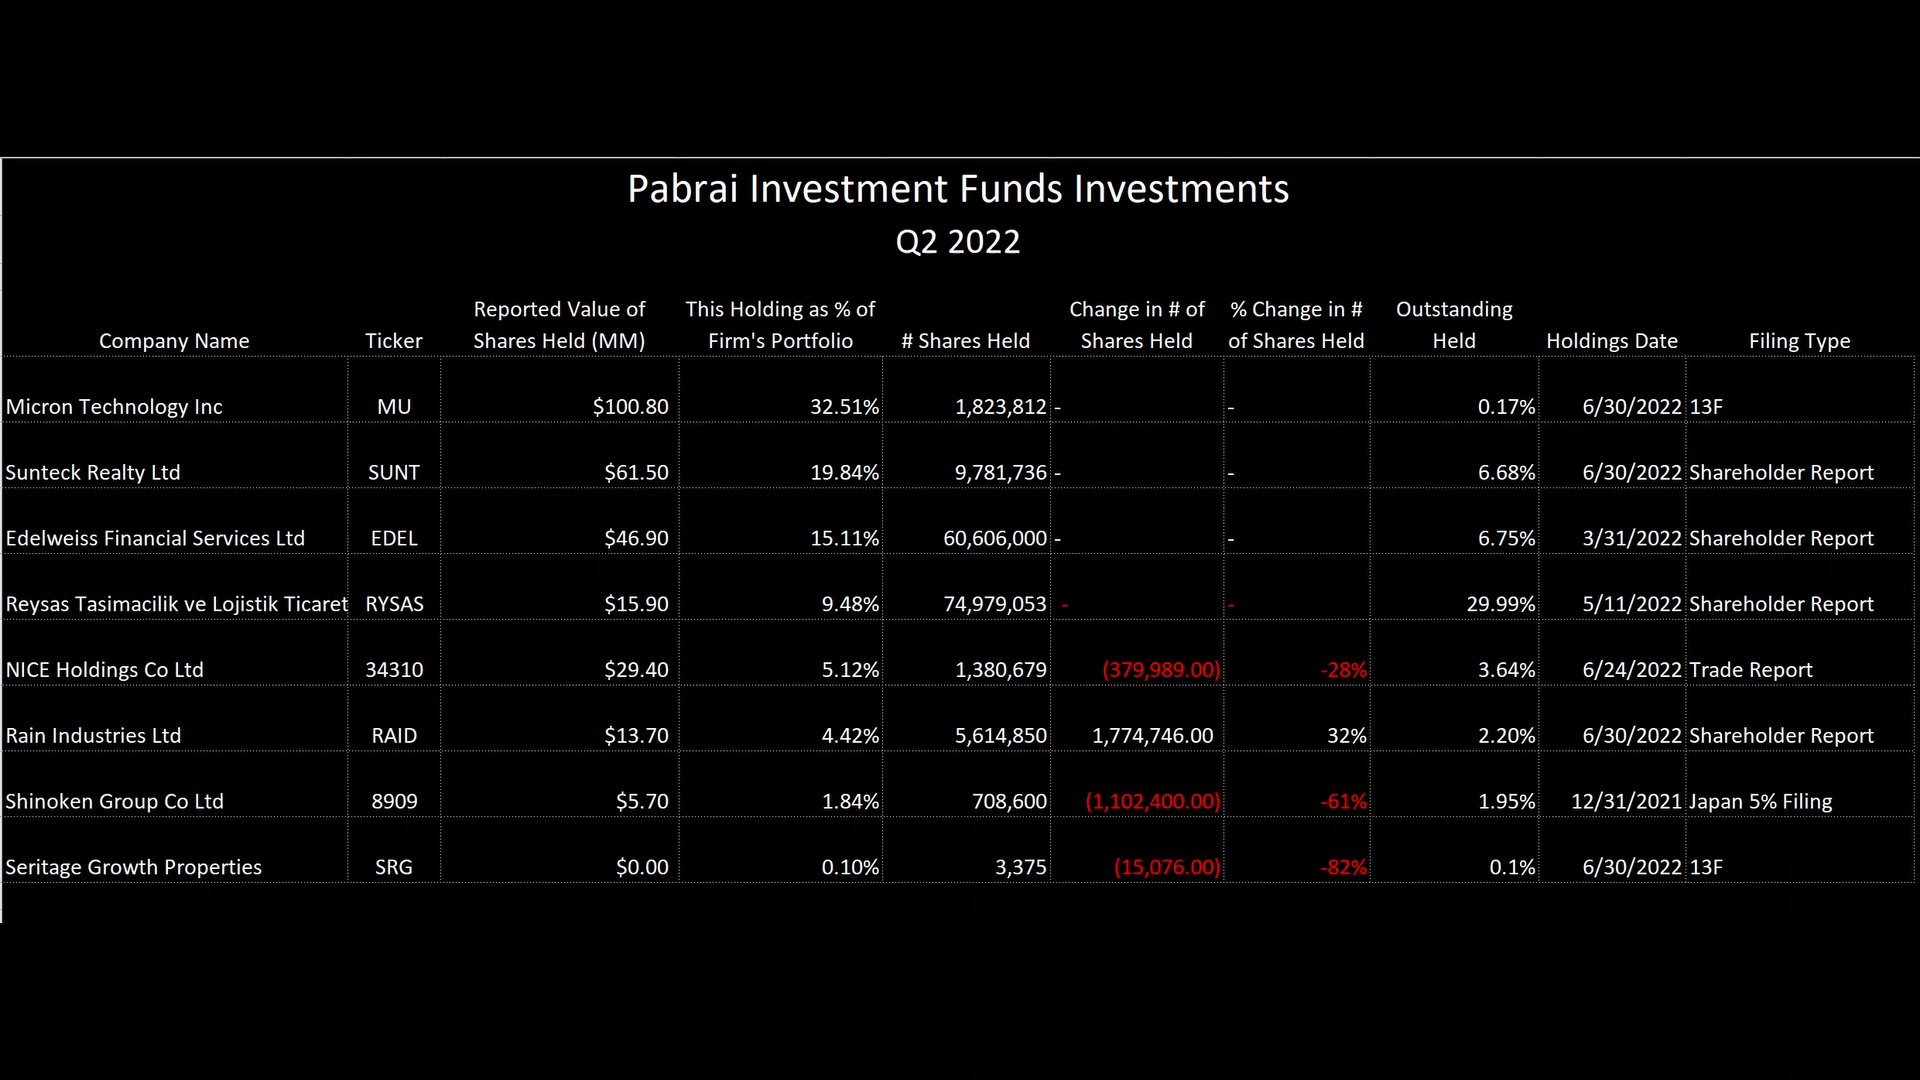 Pabrai Investment Funds Investments
Q2 2022
Company Name Ticker Reported Value of Shares Held (MM) This Holding as % of Firm's Portfolio # Shares Held Change in # of Shares Held % Change in # of Shares Held Outstanding Held Holdings Date Filing Type
Micron Technology Inc MU $100.80 32.51% 1,823,812 - - 0.17% 6/30/2022 13F
Sunteck Realty Ltd SUNT $61.50 19.84% 9,781,736 - - 6.68% 6/30/2022 Shareholder Report
Edelweiss Financial Services Ltd EDEL $46.90 15.11% 60,606,000 - - 6.75% 3/31/2022 Shareholder Report
Reysas Tasimacilik ve Lojistik Ticaret RYSAS $15.90 9.48% 74,979,053 - - 29.99% 5/11/2022 Shareholder Report
NICE Holdings Co Ltd 34310 $29.40 5.12% 1,380,679 (379,989.00) -28% 3.64% 6/24/2022 Trade Report
Rain Industries Ltd RAID $13.70 4.42% 5,614,850 1,774,746.00 32% 2.20% 6/30/2022 Shareholder Report
Shinoken Group Co Ltd 8909 $5.70 1.84% 708,600 (1,102,400.00) -61% 1.95% 12/31/2021 Japan 5% Filing
Seritage Growth Properties SRG $0.00 0.10% 3,375 (15,076.00) -82% 0.1% 6/30/2022 13F